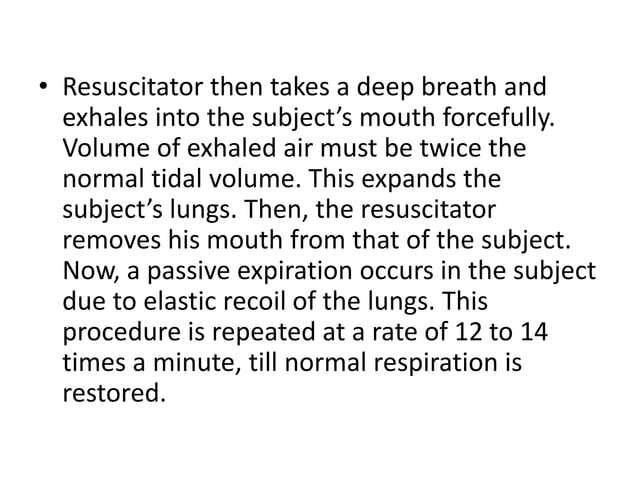 • Resuscitator then takes a deep breath and
exhales into the subject’s mouth forcefully.
Volume of exhaled air must be twice the
normal tidal volume. This expands the
subject’s lungs. Then, the resuscitator
removes his mouth from that of the subject.
Now, a passive expiration occurs in the subject
due to elastic recoil of the lungs. This
procedure is repeated at a rate of 12 to 14
times a minute, till normal respiration is
restored.